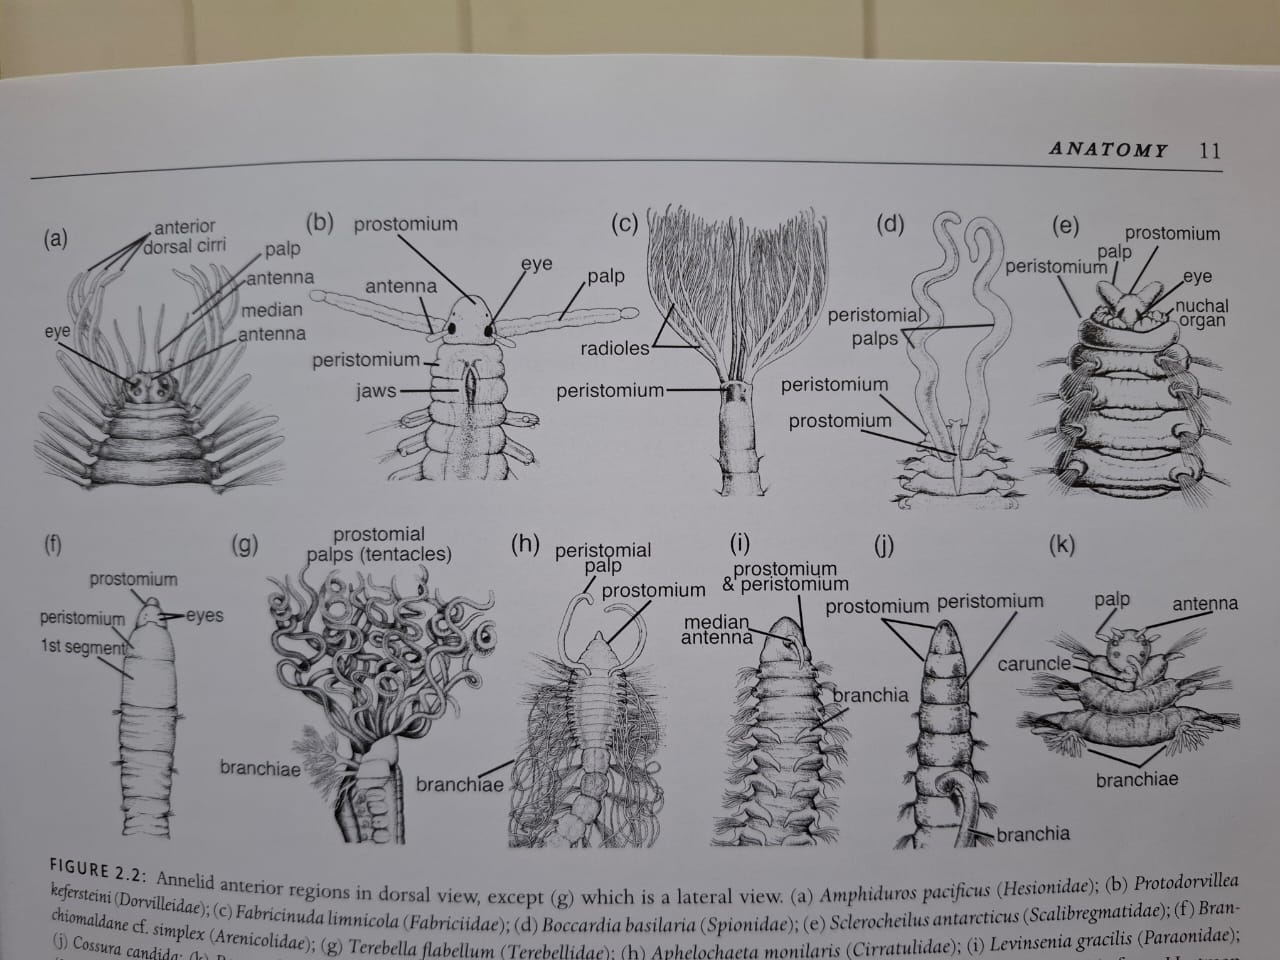 ANATOMY 11
(a)
anterior
dorsal cirri
palp
antenna
median
antenna
eye
(b)
prostomium
eye
antenna
palp
peristomium
jaws
(c)
radioles
peristomium
(d)
peristomial
palps
peristomium
prostomium
(e)
prostomium
palp
peristomium
eye
nuchal
organ
(f)
prostomium
peristomium
eyes
1st segment
(g)
prostomial
palps (tentacles)
branchiae
(h)
peristomial
palp
prostomium
branchiae
(i)
prostomium
& peristomium
median
antenna
branchia
(j)
prostomium
peristomium
branchia
(k)
palp
antenna
caruncle
branchiae
FIGURE 2.2: Annelid anterior regions in dorsal view, except (g) which is a lateral view. (a) Amphiduros pacificus (Hesionidae); (b) Protodorvillea
kefersteini (Dorvilleidae); (c) Fabricinuda limnicola (Fabriciidae); (d) Boccardia basilaria (Spionidae); (e) Sclerocheilus antarcticus (Scalibregmatidae); (f) Bran-
chiomaldane cf. simplex (Arenicolidae); (g) Terebella flabellum (Terebellidae); (h) Aphelochaeta monilaris (Cirratulidae); (i) Levinsenia gracilis (Paraonidae);
(j) Cossura candida; (k)